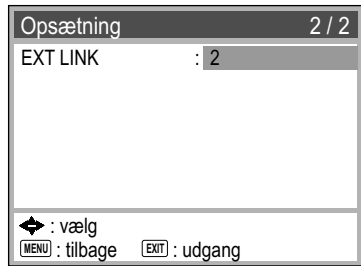 Opsætning 2 / 2
EXT LINK : 2
: vælg
MENU : tilbage EXIT : udgang